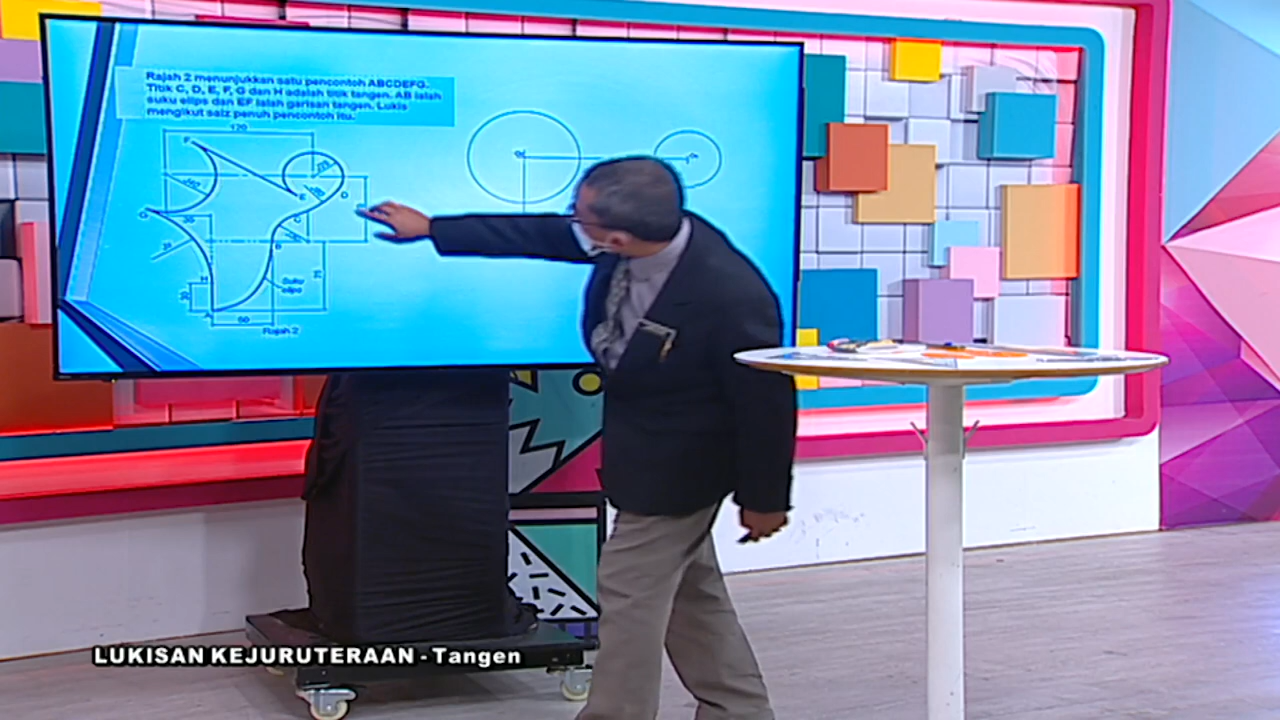 Rajah 2 menunjukkan satu pencontoh ABCDEFG.
Titik C, D, E, F, G dan H adalah titik tangen. AB ialah
suku elips dan EF ialah garisan tangen. Lukis
mengikut saiz penuh pencontoh itu.
120
F
E
D
G
C
B
H
Suku
elips
A
60
Rajah 2
LUKISAN KEJURUTERAAN - Tangen